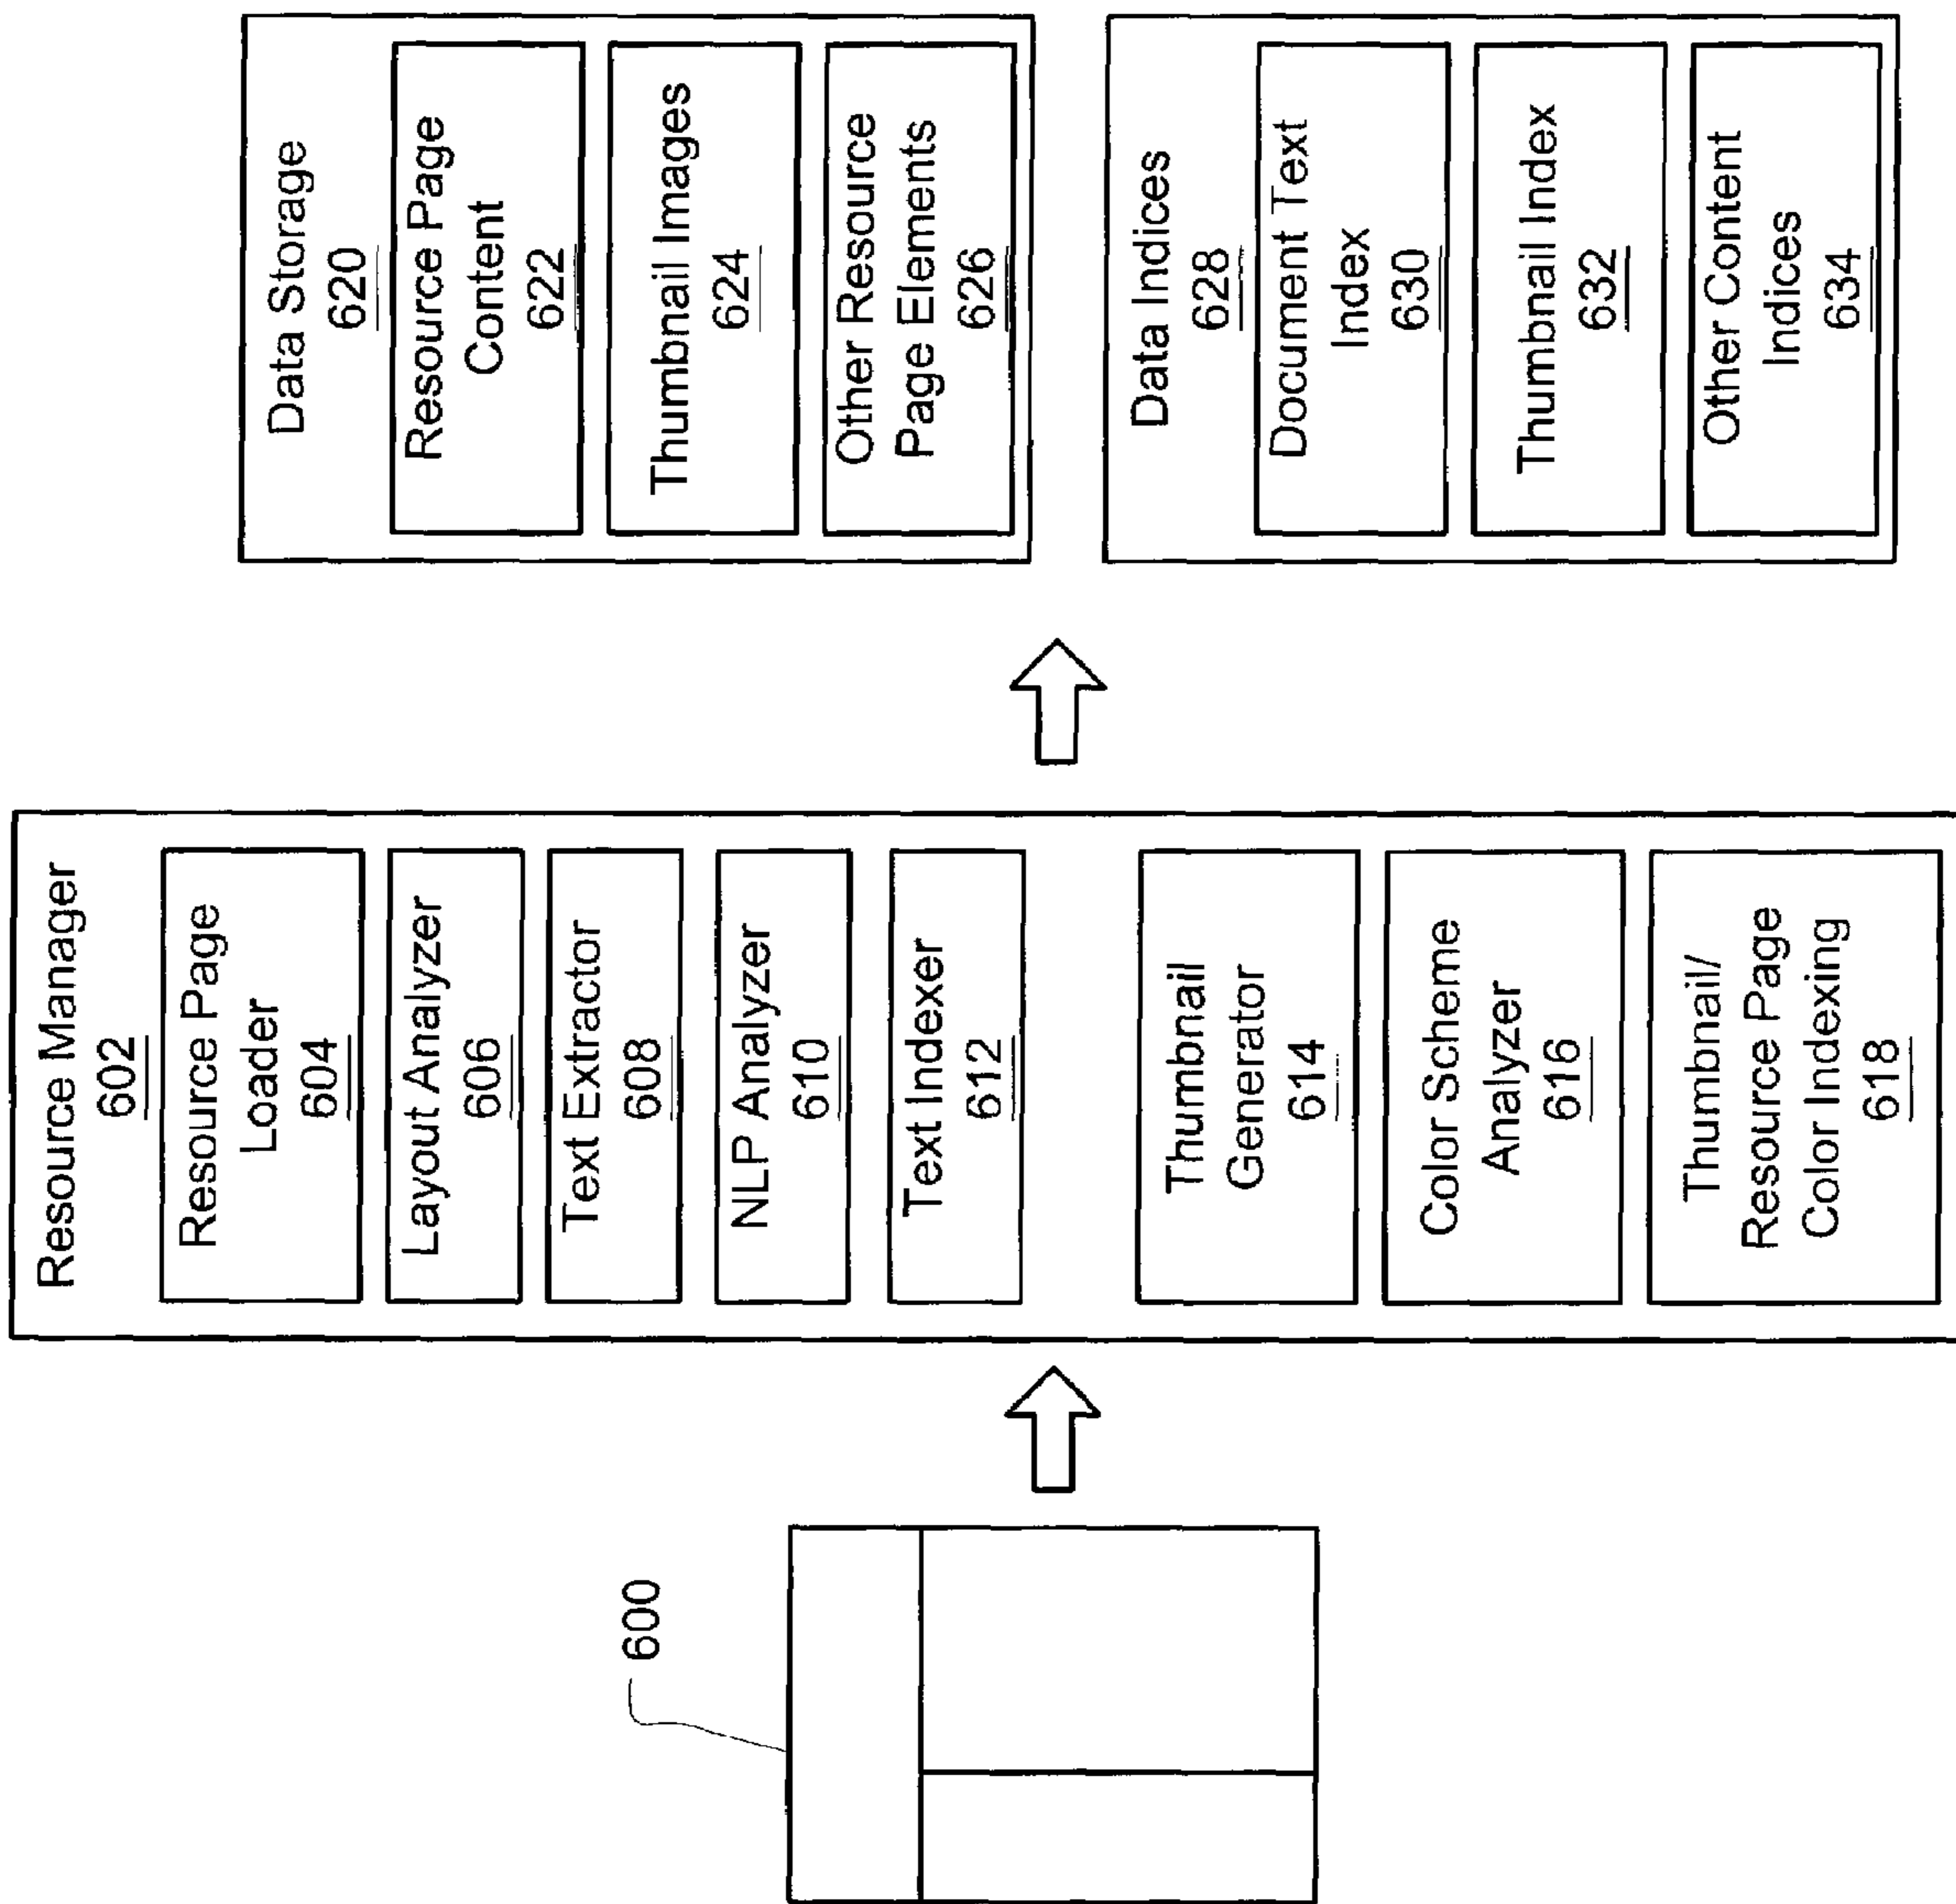 600
Resource Manager
602
Resource Page
Loader
604
Layout Analyzer
606
Text Extractor
608
NLP Analyzer
610
Text Indexer
612
Thumbnail
Generator
614
Color Scheme
Analyzer
616
Thumbnail/
Resource Page
Color Indexing
618
Data Storage
620
Resource Page
Content
622
Thumbnail Images
624
Other Resource
Page Elements
626
Data Indices
628
Document Text
Index
630
Thumbnail Index
632
Other Content
Indices
634